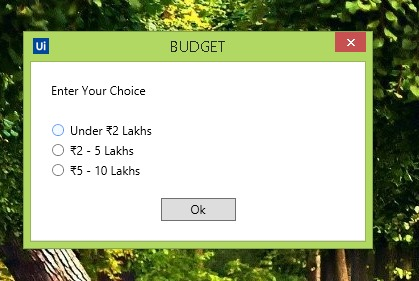 Ui
BUDGET
Enter Your Choice
Under ₹2 Lakhs
₹2 - 5 Lakhs
₹5 - 10 Lakhs
Ok